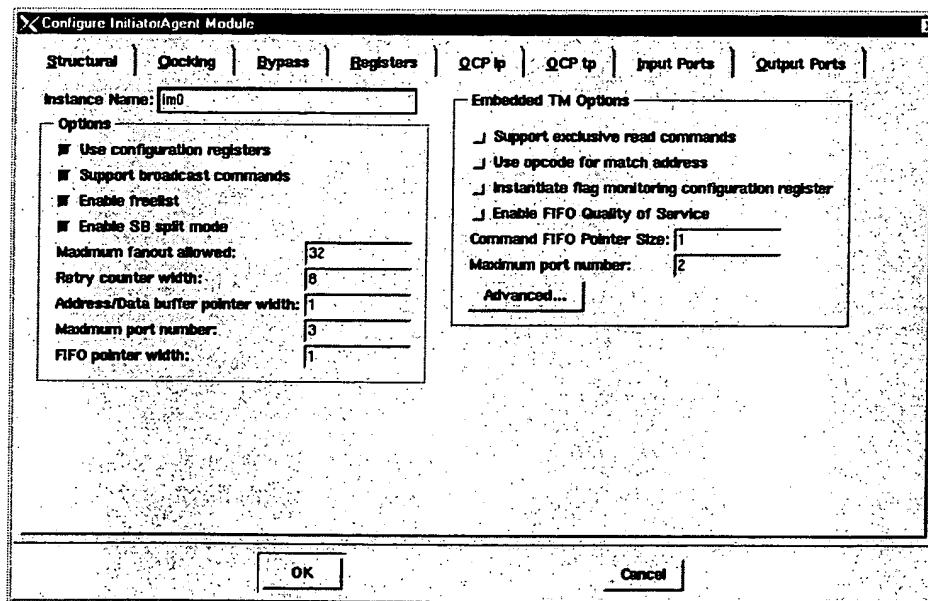 Configure InitiatorAgent Module
Structural Clocking Bypass Registers OCP ip OCP tp Input Ports Output Ports
Instance Name: im0
Options
Use configuration registers
Support broadcast commands
Enable freelist
Enable SB split mode
Maximum fanout allowed: 32
Retry counter width: 8
Address/Data buffer pointer width: 1
Maximum port number: 3
FIFO pointer width: 1
Embedded TM Options
Support exclusive read commands
Use opcode for match address
Instantiate flag monitoring configuration register
Enable FIFO Quality of Service
Command FIFO Pointer Size: 1
Maximum port number: 2
Advanced...
OK Cancel